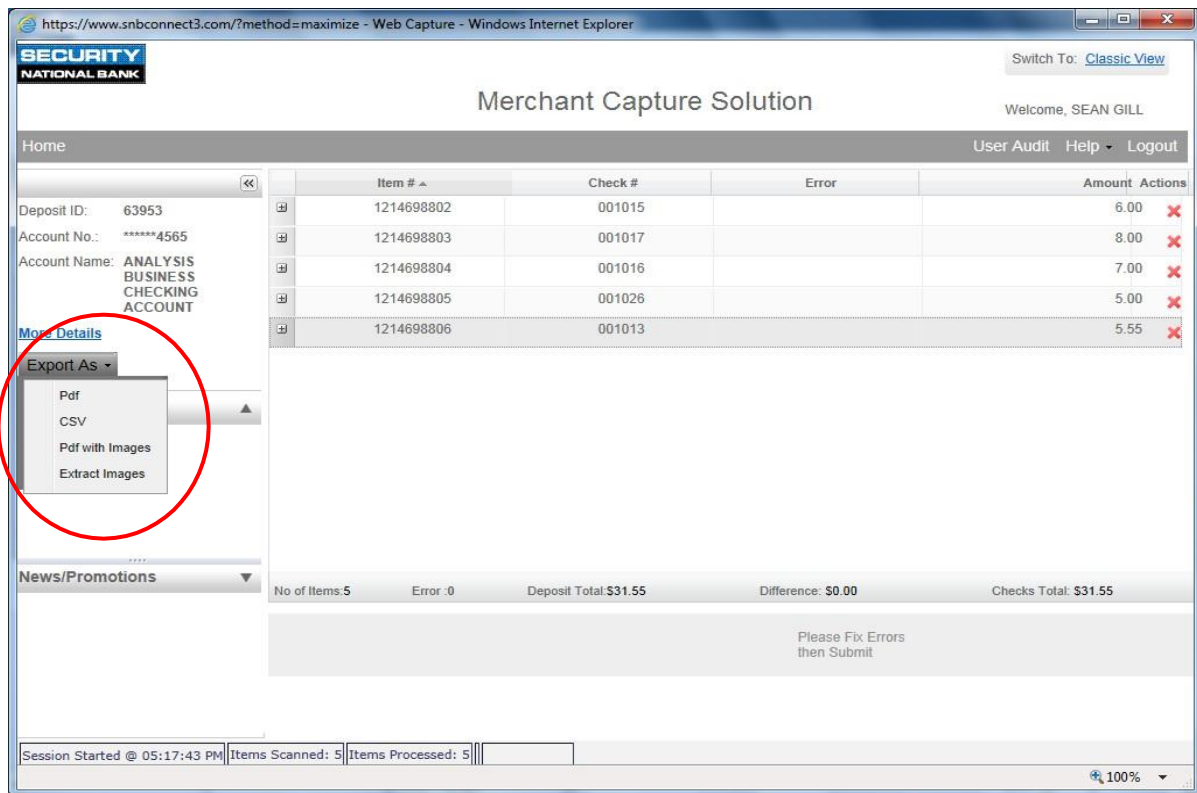 https://www.snbconnect3.com/?method=maximize - Web Capture - Windows Internet Explorer
SECURITY
NATIONAL BANK
Switch To: Classic View
Merchant Capture Solution
Welcome, SEAN GILL
Home User Audit Help Logout
Item # Check # Error Amount Actions
Deposit ID: 63953
Account No.: ******4565
Account Name: ANALYSIS
BUSINESS
CHECKING
ACCOUNT
More Details
Export As
Pdf
CSV
Pdf with Images
Extract Images
1214698802 001015 6.00
1214698803 001017 8.00
1214698804 001016 7.00
1214698805 001026 5.00
1214698806 001013 5.55
News/Promotions
No of Items:5 Error :0 Deposit Total:$31.55 Difference: $0.00 Checks Total: $31.55
Please Fix Errors
then Submit
Session Started @ 05:17:43 PM Items Scanned: 5 Items Processed: 5
100%